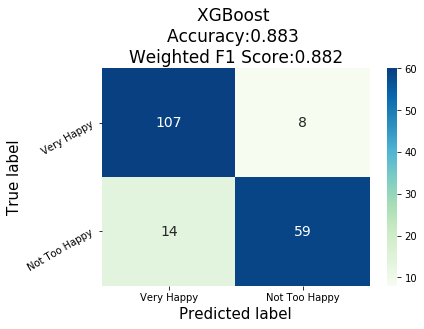 XGBoost
Accuracy:0.883
Weighted F1 Score:0.882
True label
Very Happy
107
8
Not Too Happy
14
59
Very Happy
Not Too Happy
Predicted label
60
50
40
30
20
10